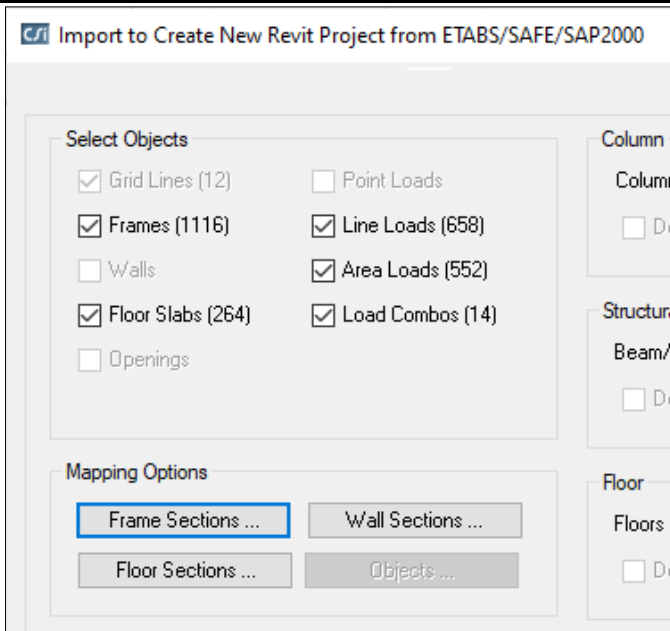 CSi Import to Create New Revit Project from ETABS/SAFE/SAP2000
Select Objects
Grid Lines (12)
Point Loads
Frames (1116)
Line Loads (658)
Walls
Area Loads (552)
Floor Slabs (264)
Load Combos (14)
Openings
Mapping Options
Frame Sections ...
Wall Sections ...
Floor Sections ...
Objects ...
Column
Column
Structura
Beam/
Floor
Floors